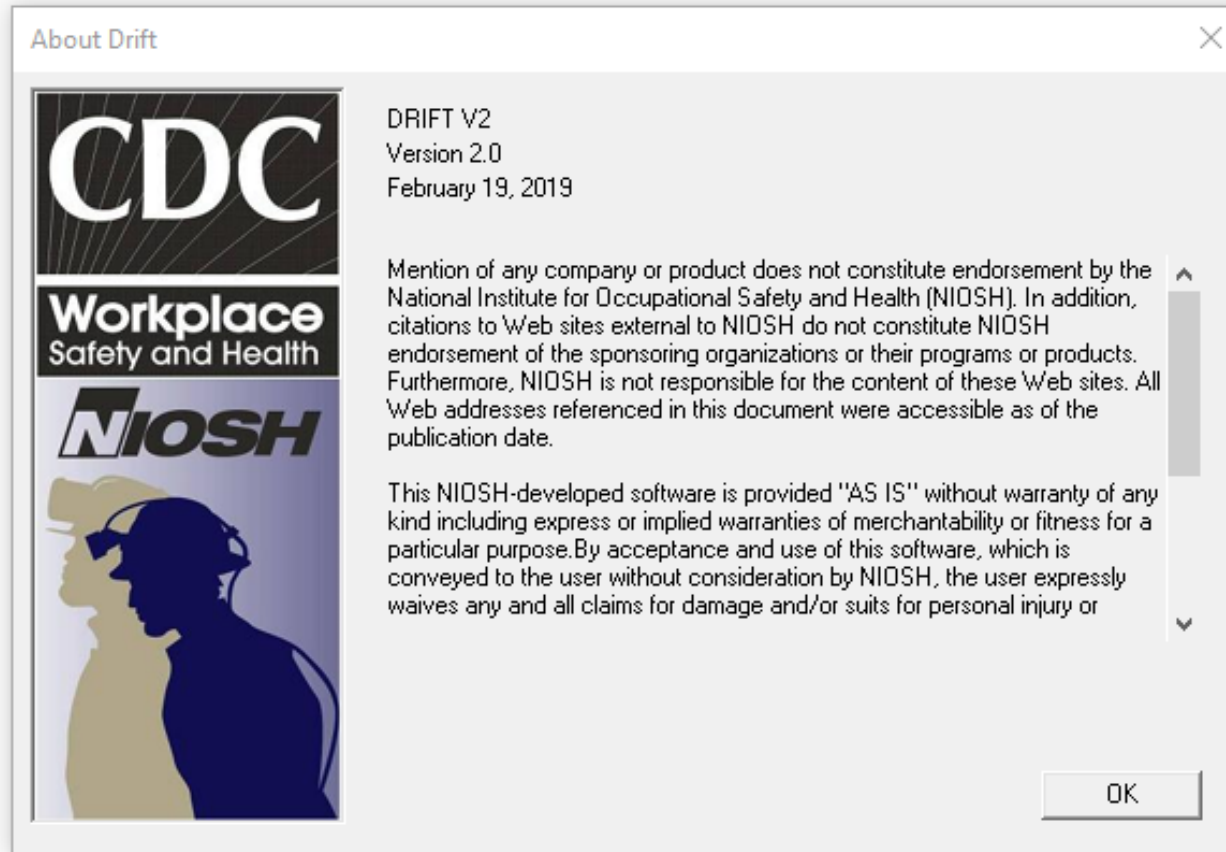 About Drift
CDC
Workplace
Safety and Health
NIOSH
DRIFT V2
Version 2.0
February 19, 2019
Mention of any company or product does not constitute endorsement by the
National Institute for Occupational Safety and Health (NIOSH). In addition,
citations to Web sites external to NIOSH do not constitute NIOSH
endorsement of the sponsoring organizations or their programs or products.
Furthermore, NIOSH is not responsible for the content of these Web sites. All
Web addresses referenced in this document were accessible as of the
publication date.
This NIOSH-developed software is provided "AS IS" without warranty of any
kind including express or implied warranties of merchantability or fitness for a
particular purpose.By acceptance and use of this software, which is
conveyed to the user without consideration by NIOSH, the user expressly
waives any and all claims for damage and/or suits for personal injury or
OK